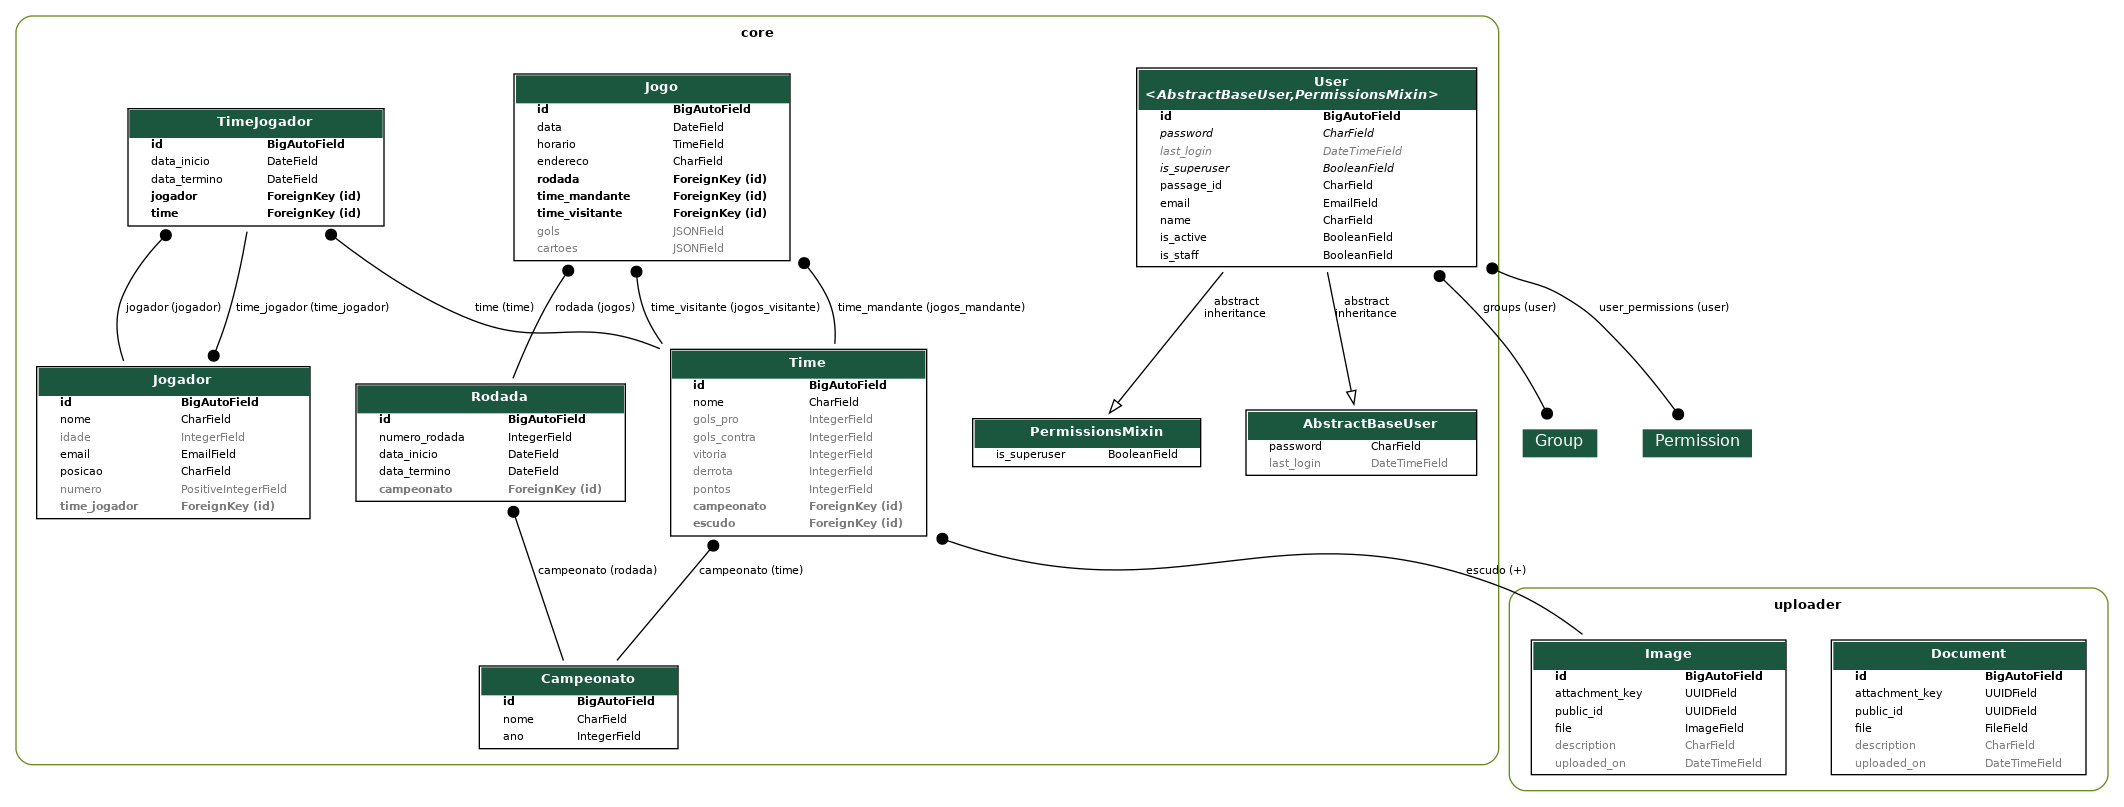 core
TimeJogador
id BigAutoField
data_inicio DateField
data_termino DateField
jogador ForeignKey (id)
time ForeignKey (id)
Jogo
id BigAutoField
data DateField
horario TimeField
endereco CharField
rodada ForeignKey (id)
time_mandante ForeignKey (id)
time_visitante ForeignKey (id)
gols JSONField
cartoes JSONField
User
<AbstractBaseUser,PermissionsMixin>
id BigAutoField
password CharField
last_login DateTimeField
is_superuser BooleanField
passage_id CharField
email EmailField
name CharField
is_active BooleanField
is_staff BooleanField
jogador (jogador)
time_jogador (time_jogador)
time (time)
rodada (jogos)
time_visitante (jogos_visitante)
time_mandante (jogos_mandante)
abstract
inheritance
abstract
inheritance
groups (user)
user_permissions (user)
Jogador
id BigAutoField
nome CharField
idade IntegerField
email EmailField
posicao CharField
numero PositiveIntegerField
time_jogador ForeignKey (id)
Rodada
id BigAutoField
numero_rodada IntegerField
data_inicio DateField
data_termino DateField
campeonato ForeignKey (id)
Time
id BigAutoField
nome CharField
gols_pro IntegerField
gols_contra IntegerField
vitoria IntegerField
derrota IntegerField
pontos IntegerField
campeonato ForeignKey (id)
escudo ForeignKey (id)
PermissionsMixin
is_superuser BooleanField
AbstractBaseUser
password CharField
last_login DateTimeField
Group
Permission
campeonato (rodada)
campeonato (time)
escudo (+)
Campeonato
id BigAutoField
nome CharField
ano IntegerField
uploader
Image
id BigAutoField
attachment_key UUIDField
public_id UUIDField
file ImageField
description CharField
uploaded_on DateTimeField
Document
id BigAutoField
attachment_key UUIDField
public_id UUIDField
file FileField
description CharField
uploaded_on DateTimeField